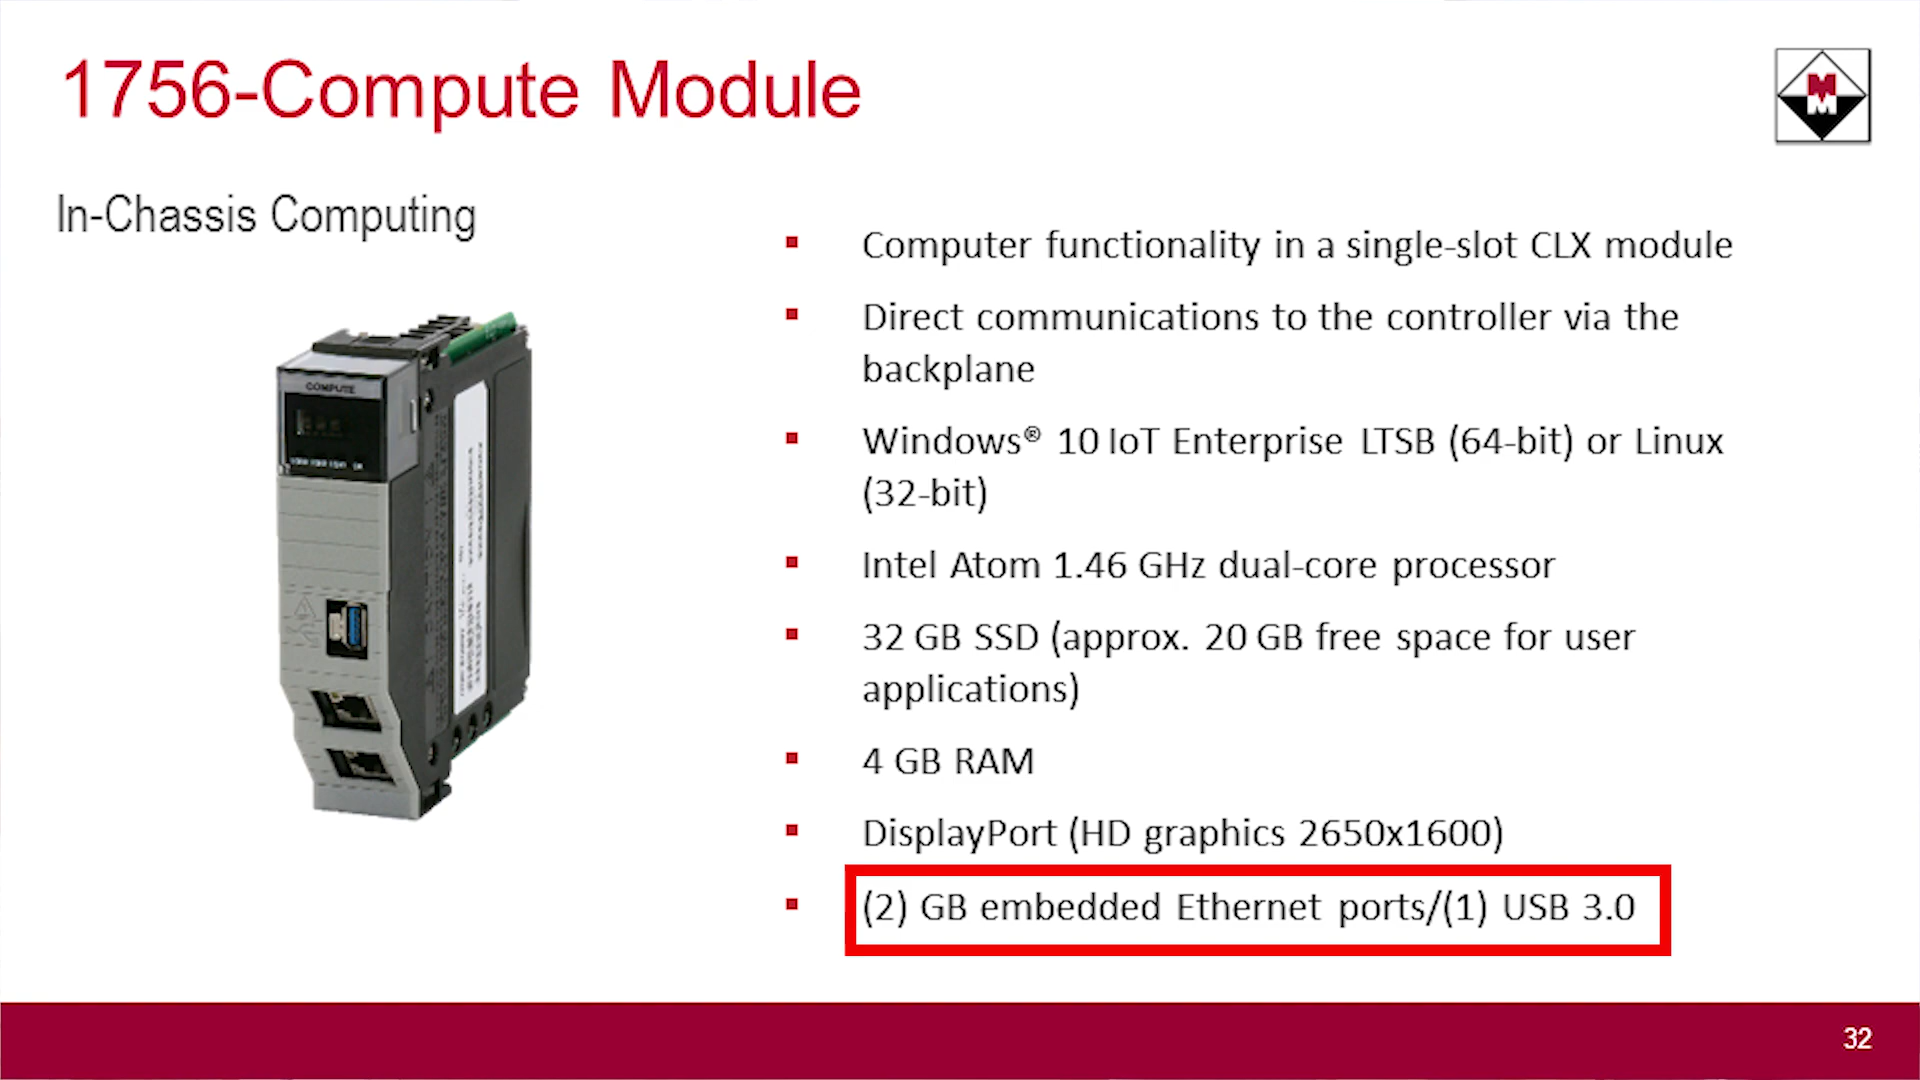 1756-Compute Module
In-Chassis Computing
COMPUTE
▪ Computer functionality in a single-slot CLX module
▪ Direct communications to the controller via the
backplane
▪ Windows® 10 IoT Enterprise LTSB (64-bit) or Linux
(32-bit)
▪ Intel Atom 1.46 GHz dual-core processor
▪ 32 GB SSD (approx. 20 GB free space for user
applications)
▪ 4 GB RAM
▪ DisplayPort (HD graphics 2650x1600)
▪ (2) GB embedded Ethernet ports/(1) USB 3.0
32